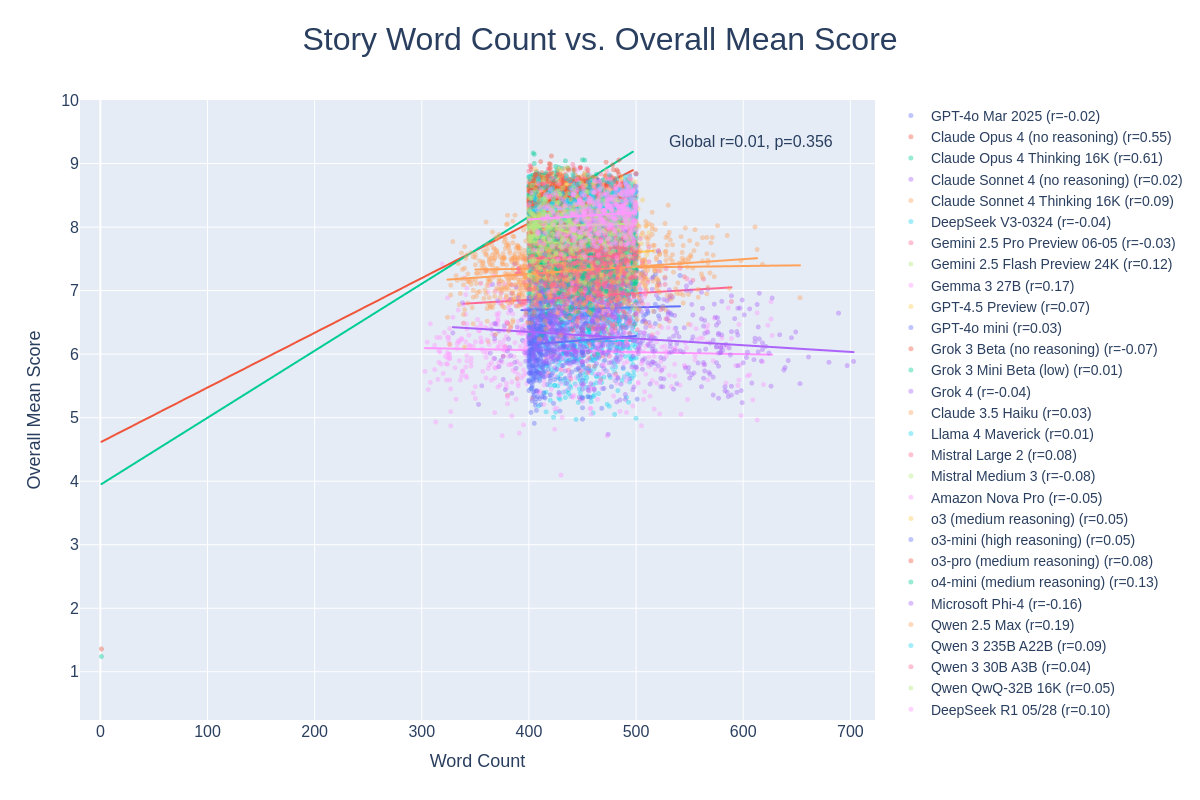 Story Word Count vs. Overall Mean Score
Global r=0.01, p=0.356
Overall Mean Score
10
9
8
7
6
5
4
3
2
1
0
100
200
300
400
500
600
700
Word Count
GPT-4o Mar 2025 (r=-0.02)
Claude Opus 4 (no reasoning) (r=0.55)
Claude Opus 4 Thinking 16K (r=0.61)
Claude Sonnet 4 (no reasoning) (r=0.02)
Claude Sonnet 4 Thinking 16K (r=0.09)
DeepSeek V3-0324 (r=-0.04)
Gemini 2.5 Pro Preview 06-05 (r=-0.03)
Gemini 2.5 Flash Preview 24K (r=0.12)
Gemma 3 27B (r=0.17)
GPT-4.5 Preview (r=0.07)
GPT-4o mini (r=0.03)
Grok 3 Beta (no reasoning) (r=-0.07)
Grok 3 Mini Beta (low) (r=0.01)
Grok 4 (r=-0.04)
Claude 3.5 Haiku (r=0.03)
Llama 4 Maverick (r=0.01)
Mistral Large 2 (r=0.08)
Mistral Medium 3 (r=-0.08)
Amazon Nova Pro (r=-0.05)
o3 (medium reasoning) (r=0.05)
o3-mini (high reasoning) (r=0.05)
o3-pro (medium reasoning) (r=0.08)
o4-mini (medium reasoning) (r=0.13)
Microsoft Phi-4 (r=-0.16)
Qwen 2.5 Max (r=0.19)
Qwen 3 235B A22B (r=0.09)
Qwen 3 30B A3B (r=0.04)
Qwen QwQ-32B 16K (r=0.05)
DeepSeek R1 05/28 (r=0.10)